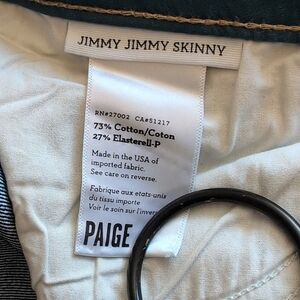 JIMMY JIMMY SKINNY
RN#27002 CA#51217
73% Cotton/Coton
27% Elasterell-P
Made in the USA of
imported fabric.
See care on reverse.
Fabrique aux etats-unis
du tissu importe
Voir le soin sur l'inver
PAIGE